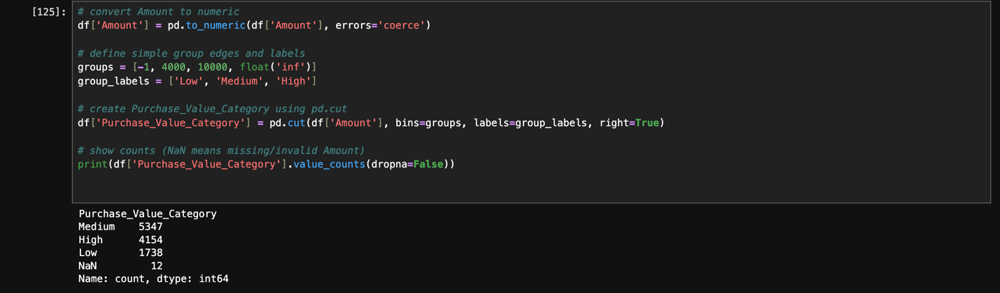 [125]: # convert Amount to numeric
df['Amount'] = pd.to_numeric(df['Amount'], errors='coerce')
# define simple group edges and labels
groups = [-1, 4000, 10000, float('inf')]
group_labels = ['Low', 'Medium', 'High']
# create Purchase_Value_Category using pd.cut
df['Purchase_Value_Category'] = pd.cut(df['Amount'], bins=groups, labels=group_labels, right=True)
# show counts (NaN means missing/invalid Amount)
print(df['Purchase_Value_Category'].value_counts(dropna=False))
Purchase_Value_Category
Medium    5347
High      4154
Low       1738
NaN         12
Name: count, dtype: int64